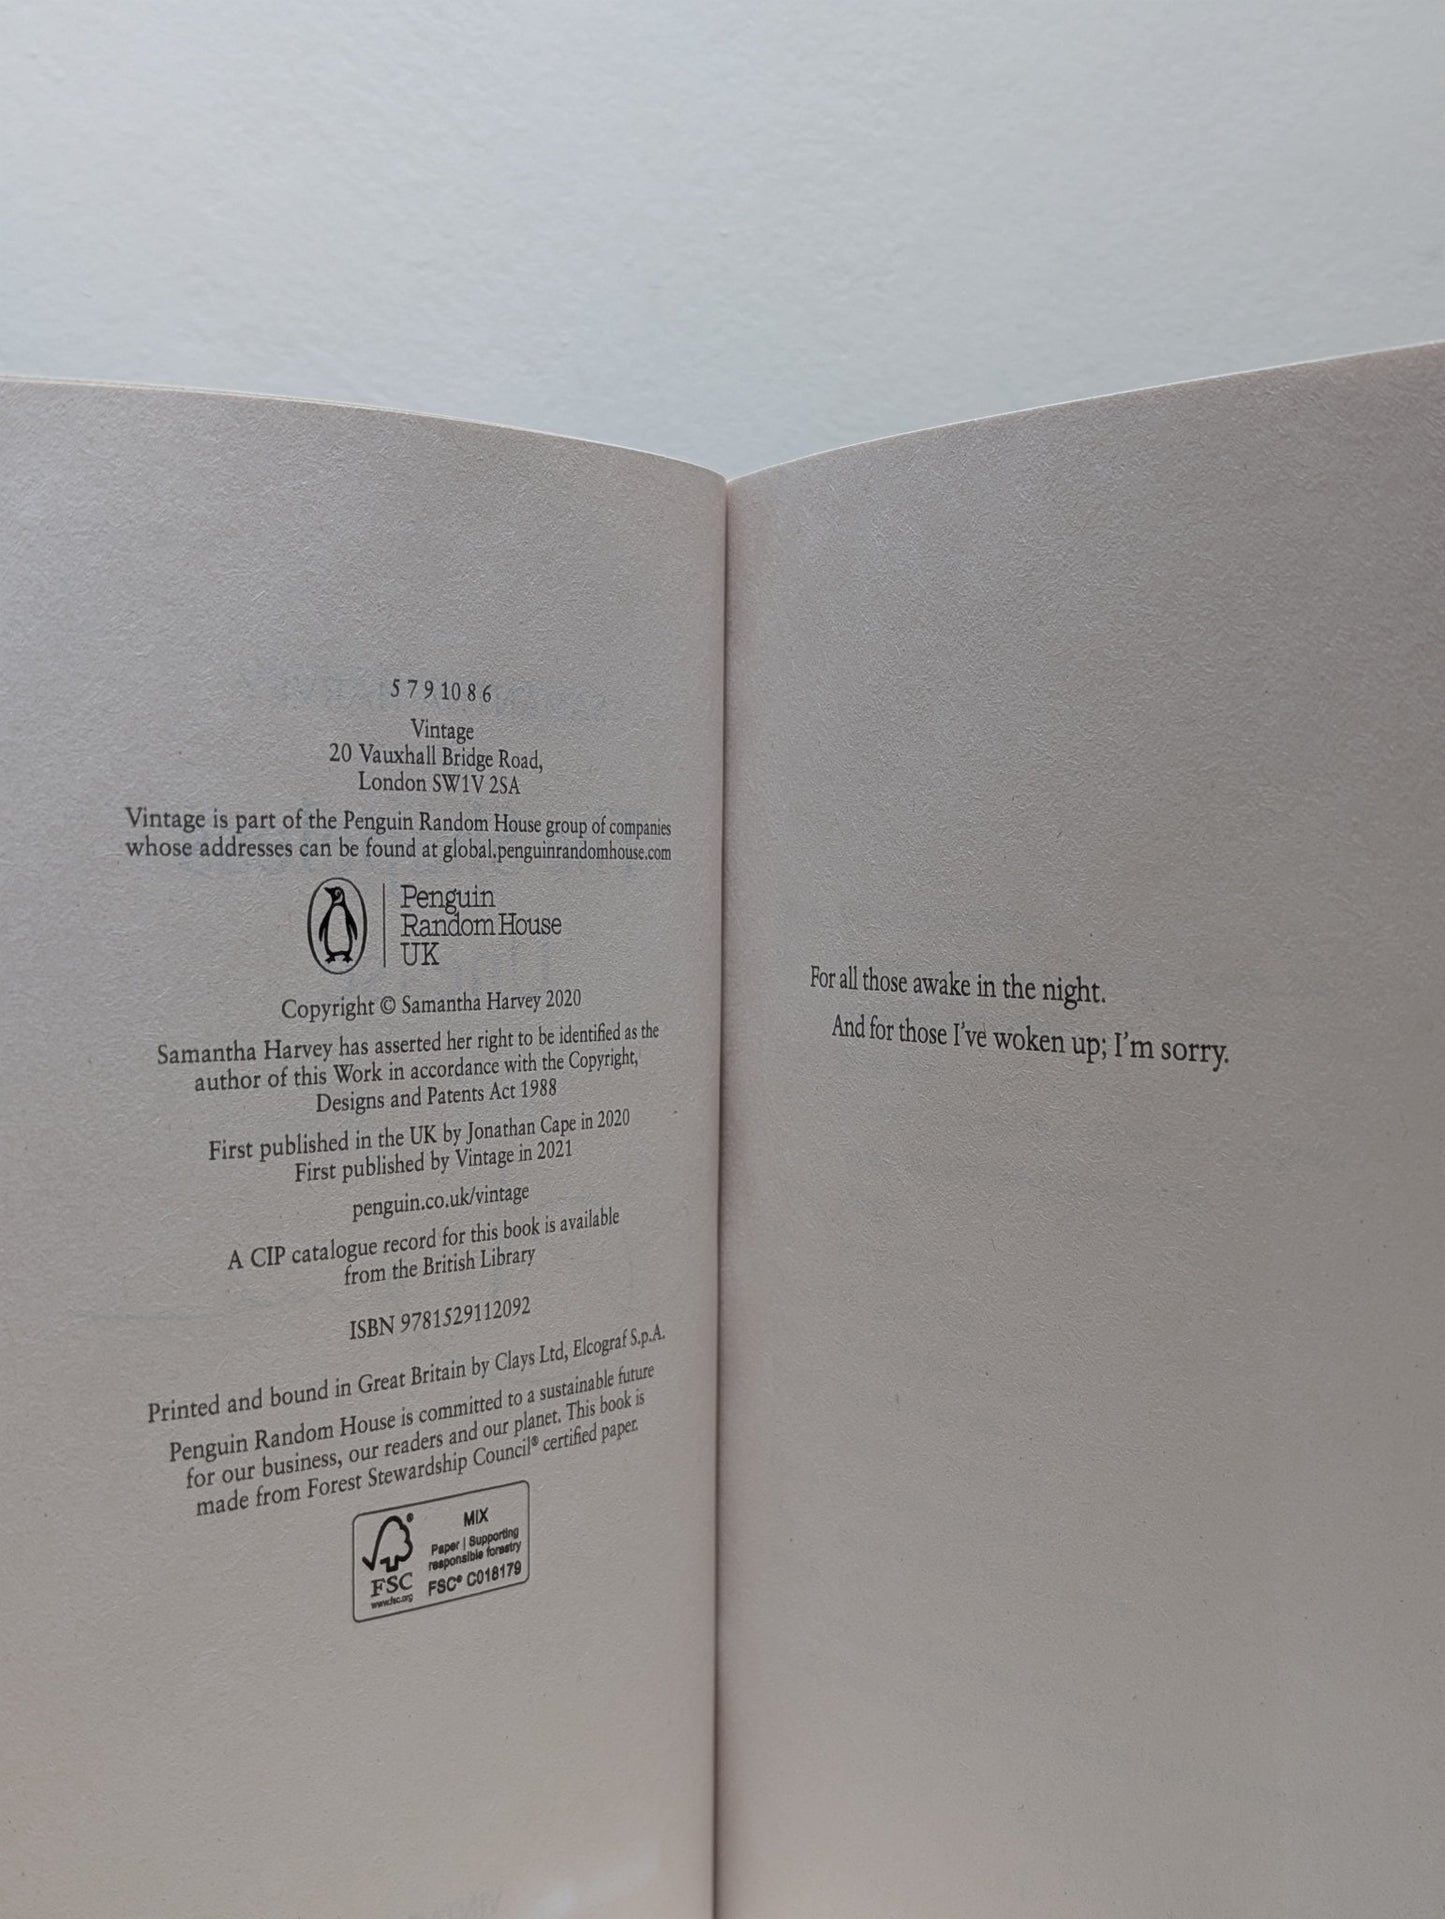 5 7 9 10 8 6
Vintage
20 Vauxhall Bridge Road,
London SW1V 2SA
Vintage is part of the Penguin Random House group of companies
whose addresses can be found at global.penguinrandomhouse.com
Penguin
Random House
UK
Copyright © Samantha Harvey 2020
Samantha Harvey has asserted her right to be identified as the
author of this Work in accordance with the Copyright,
Designs and Patents Act 1988
First published in the UK by Jonathan Cape in 2020
First published by Vintage in 2021
penguin.co.uk/vintage
A CIP catalogue record for this book is available
from the British Library
ISBN 9781529112092
Printed and bound in Great Britain by Clays Ltd, Elcograf S.p.A.
Penguin Random House is committed to a sustainable future
for our business, our readers and our planet. This book is
made from Forest Stewardship Council® certified paper.
MIX
Paper | Supporting
responsible forestry
FSC® C018179
FSC
www.fsc.org
For all those awake in the night.
And for those I've woken up; I'm sorry.